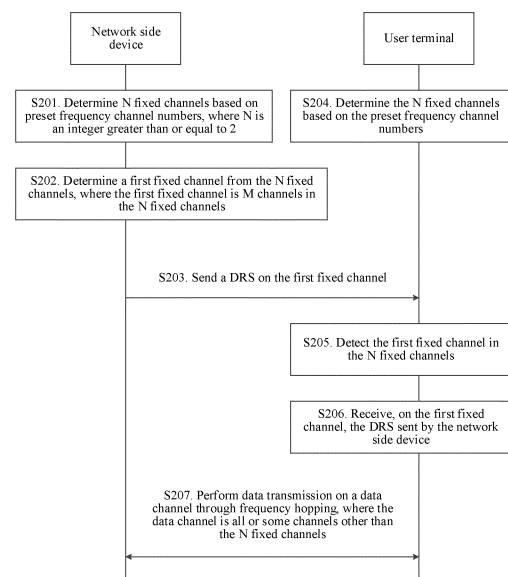 Network side
device
User terminal
S201. Determine N fixed channels based on
preset frequency channel numbers, where N is
an integer greater than or equal to 2
S204. Determine the N fixed channels
based on the preset frequency channel
numbers
S202. Determine a first fixed channel from the N fixed
channels, where the first fixed channel is M channels in
the N fixed channels
S203. Send a DRS on the first fixed channel
S205. Detect the first fixed channel in
the N fixed channels
S206. Receive, on the first fixed
channel, the DRS sent by the network
side device
S207. Perform data transmission on a data
channel through frequency hopping, where the
data channel is all or some channels other than
the N fixed channels